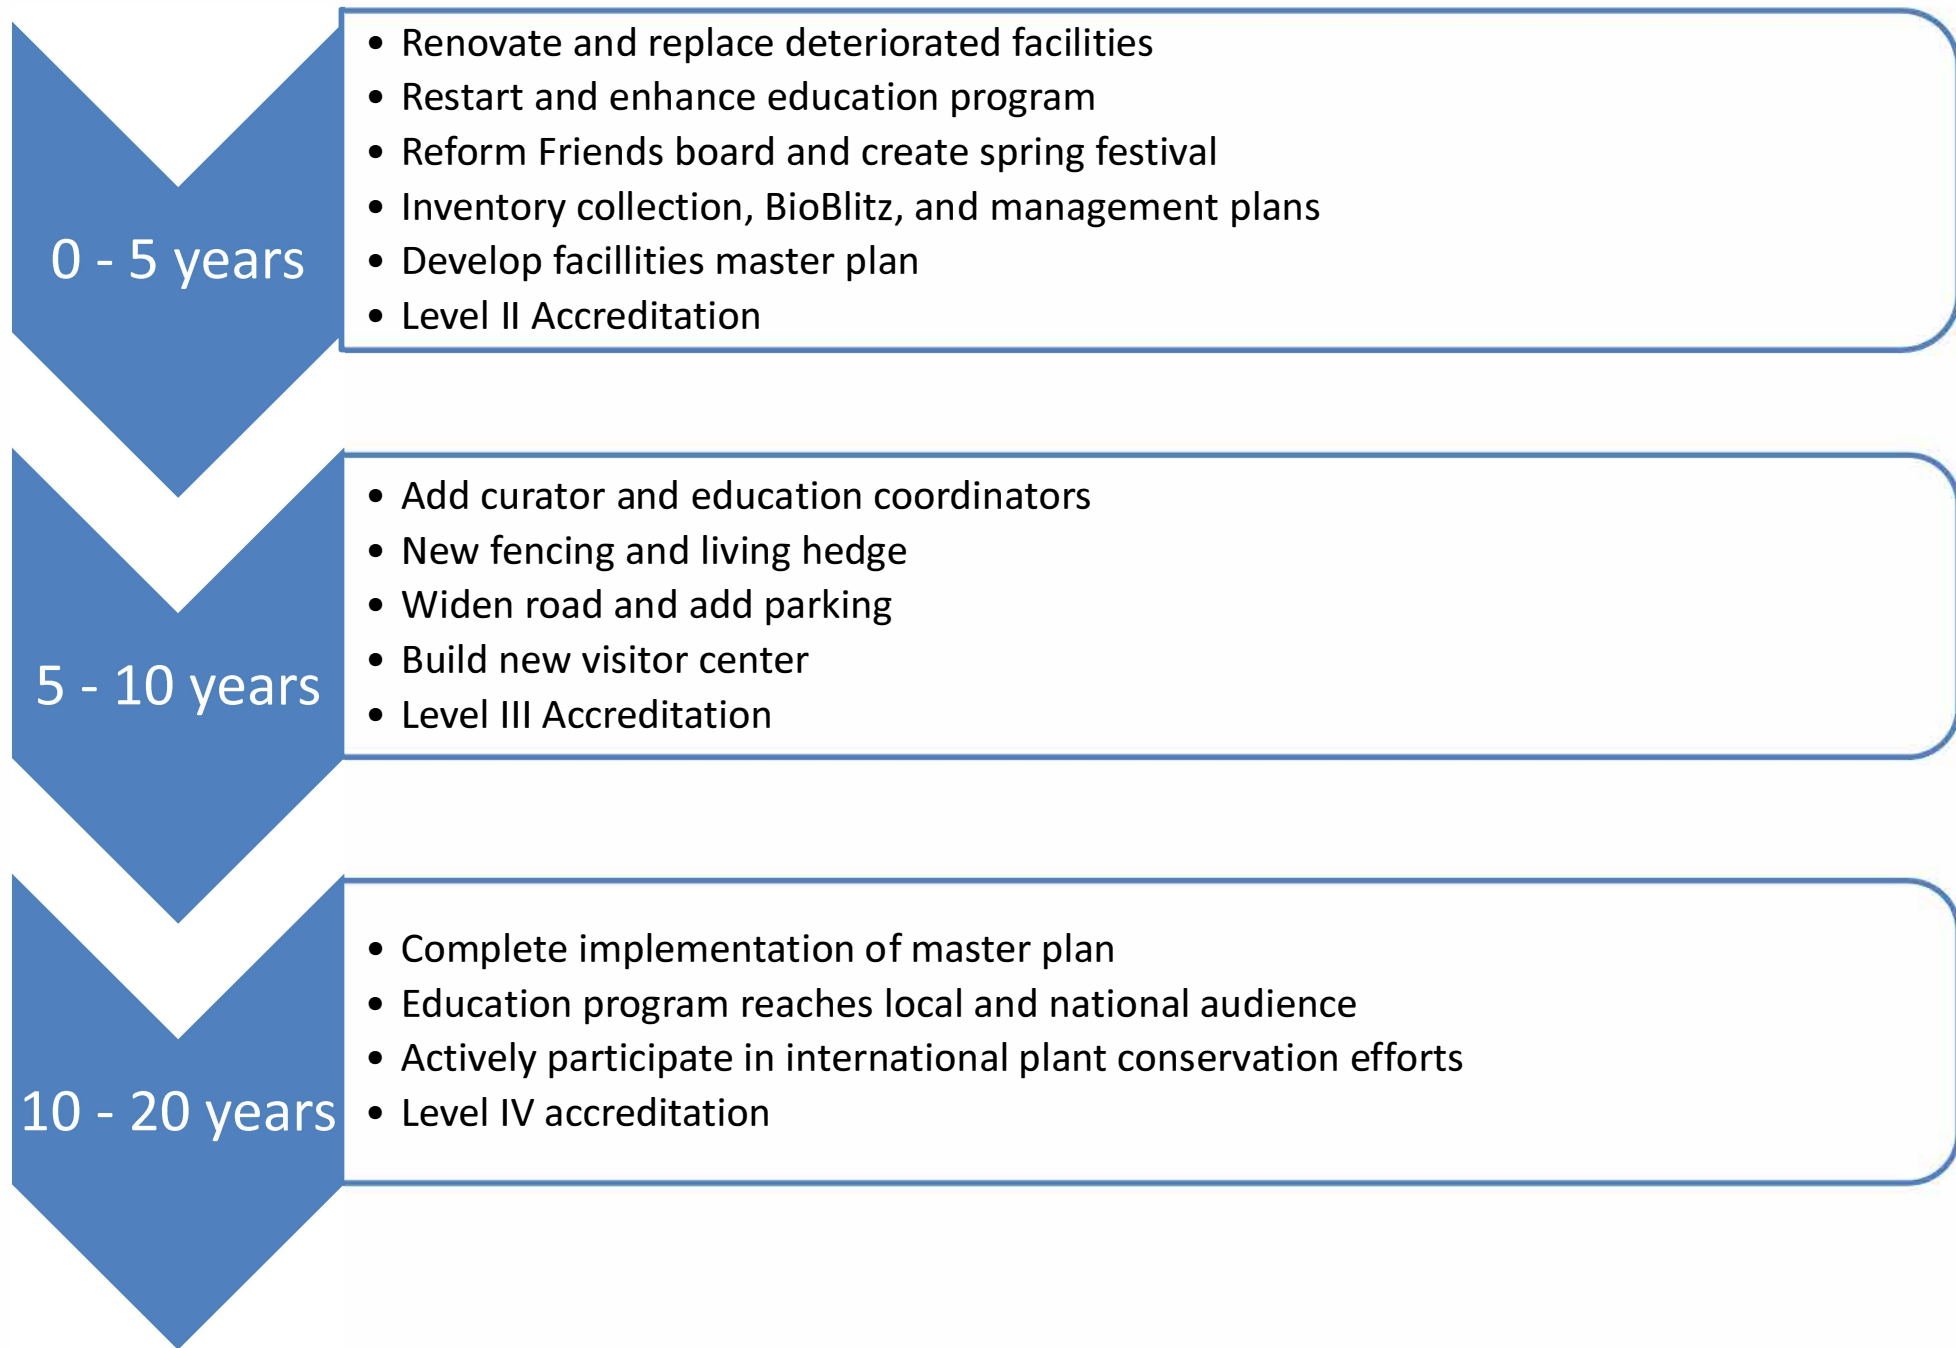 0 - 5 years
• Renovate and replace deteriorated facilities
• Restart and enhance education program
• Reform Friends board and create spring festival
• Inventory collection, BioBlitz, and management plans
• Develop facillities master plan
• Level II Accreditation
5 - 10 years
• Add curator and education coordinators
• New fencing and living hedge
• Widen road and add parking
• Build new visitor center
• Level III Accreditation
10 - 20 years
• Complete implementation of master plan
• Education program reaches local and national audience
• Actively participate in international plant conservation efforts
• Level IV accreditation